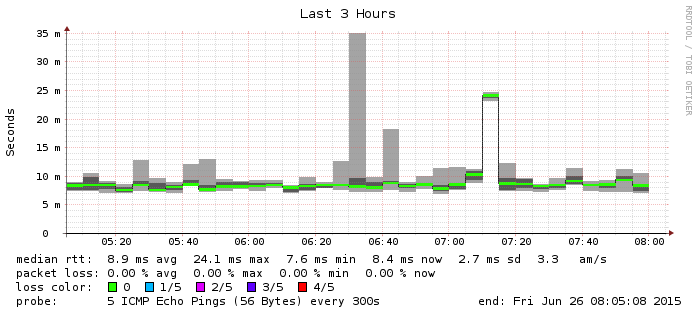 Last 3 Hours
RRDTOOL / TOBI OETIKER
Seconds
35 m
30 m
25 m
20 m
15 m
10 m
5 m
0
05:20 05:40 06:00 06:20 06:40 07:00 07:20 07:40 08:00
median rtt: 8.9 ms avg 24.1 ms max 7.6 ms min 8.4 ms now 2.7 ms sd 3.3 am/s
packet loss: 0.00 % avg 0.00 % max 0.00 % min 0.00 % now
loss color: 0 1/5 2/5 3/5 4/5
probe: 5 ICMP Echo Pings (56 Bytes) every 300s end: Fri Jun 26 08:05:08 2015